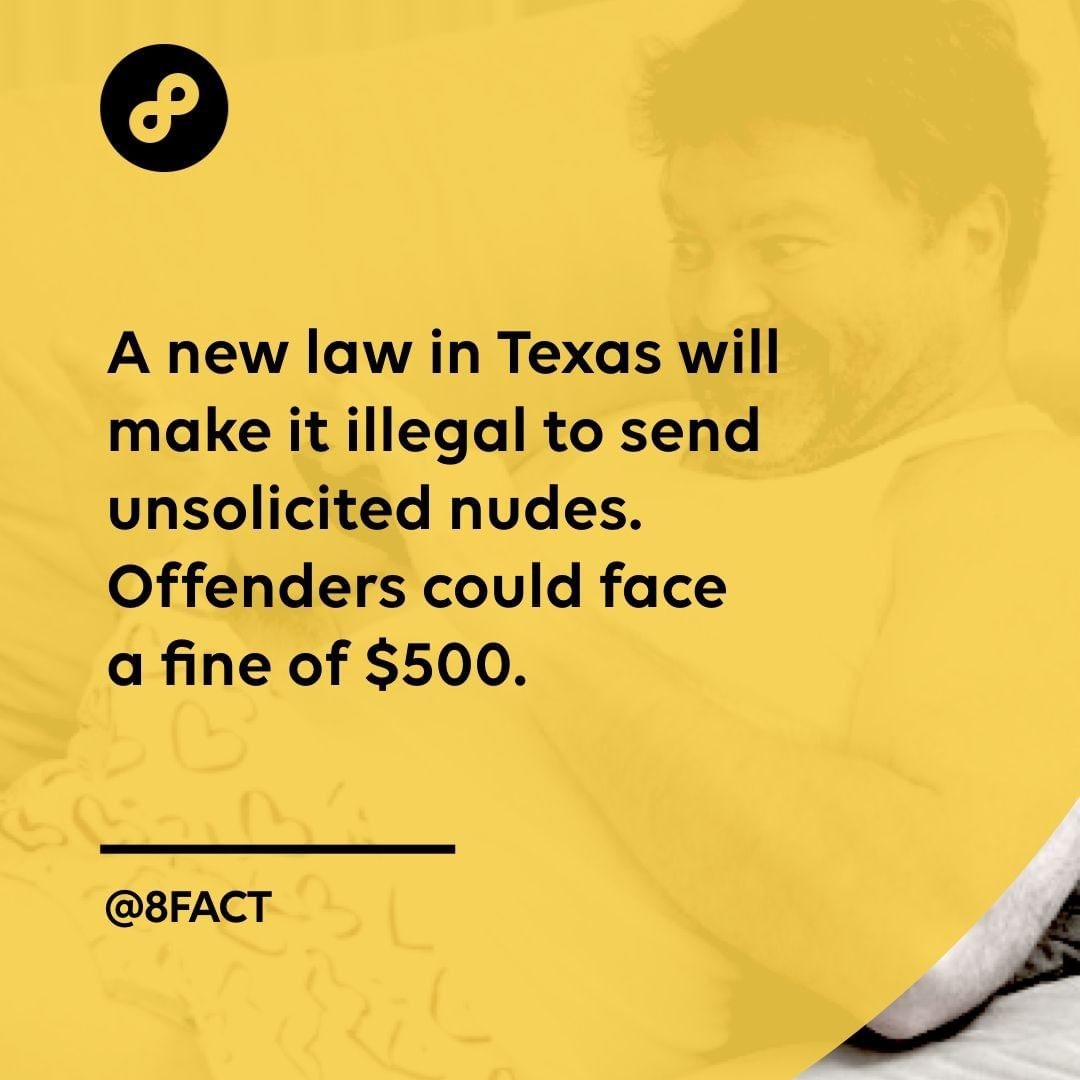 A new law in Texas will
make it illegal to send
unsolicited nudes.
Offenders could face
a fine of $500.
@8FACT